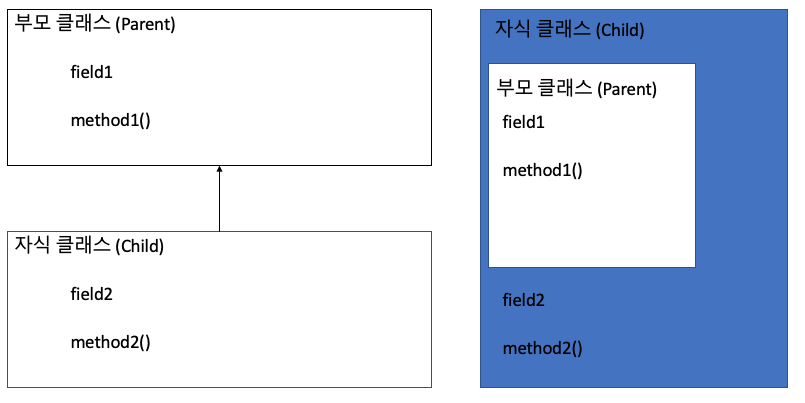 부모 클래스 (Parent)
field1
method1()
자식 클래스 (Child)
field2
method2()
자식 클래스 (Child)
부모 클래스 (Parent)
field1
method1()
field2
method2()